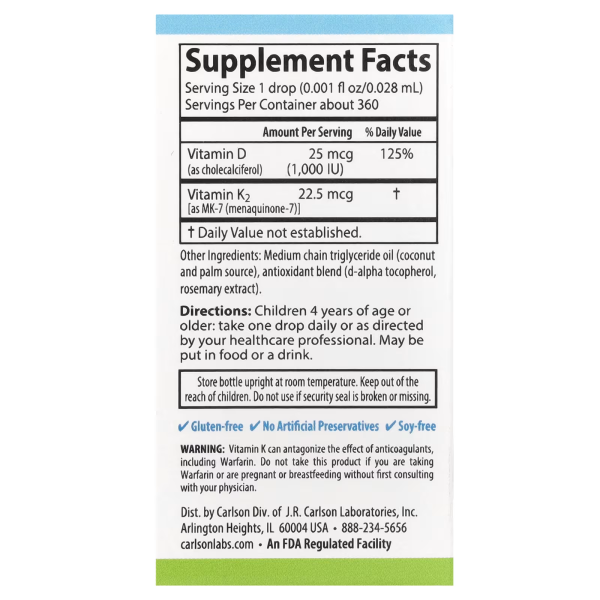 Supplement Facts
Serving Size 1 drop (0.001 fl oz/0.028 mL)
Servings Per Container about 360
Amount Per Serving % Daily Value
Vitamin D 25 mcg 125%
(as cholecalciferol) (1,000 IU)
Vitamin K2 22.5 mcg †
[as MK-7 (menaquinone-7)]
† Daily Value not established.
Other Ingredients: Medium chain triglyceride oil (coconut
and palm source), antioxidant blend (d-alpha tocopherol,
rosemary extract).
Directions: Children 4 years of age or
older: take one drop daily or as directed
by your healthcare professional. May be
put in food or a drink.
Store bottle upright at room temperature. Keep out of the
reach of children. Do not use if security seal is broken or missing.
✔ Gluten-free ✔ No Artificial Preservatives ✔ Soy-free
WARNING: Vitamin K can antagonize the effect of anticoagulants,
including Warfarin. Do not take this product if you are taking
Warfarin or are pregnant or breastfeeding without first consulting
with your physician.
Dist. by Carlson Div. of J.R. Carlson Laboratories, Inc.
Arlington Heights, IL 60004 USA • 888-234-5656
carlsonlabs.com • An FDA Regulated Facility